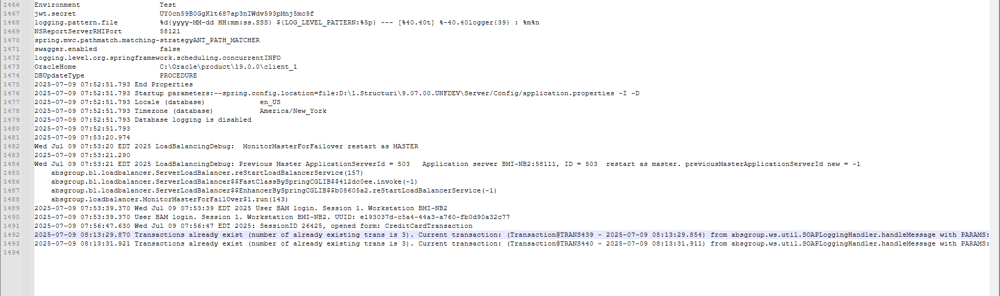 1466 Environment Test
1467 jwt.secret UY0cn59B0GgK1t687ap3nIWdv593pMnj5mo9f
1468 logging.pattern.file %d{yyyy-MM-dd HH:mm:ss.SSS} ${LOG_LEVEL_PATTERN:%5p} --- [%40.40t] %-40.40logger{39} : %m%n
1469 NSReportServerRMIPort 58121
1470 spring.mvc.pathmatch.matching-strategyANT_PATH_MATCHER
1471 swagger.enabled false
1472 logging.level.org.springframework.scheduling.concurrentINFO
1473 OracleHome C:\Oracle\product\19.0.0\client_1
1474 DBUpdateType PROCEDURE
1475 2025-07-09 07:52:51.793 End Properties
1476 2025-07-09 07:52:51.793 Startup parameters:--spring.config.location=file:D:\1.Structuri\9.07.00.UNFDEV\Server/Config/application.properties -I -D
1477 2025-07-09 07:52:51.793 Locale (database) en_US
1478 2025-07-09 07:52:51.793 Timezone (database) America/New_York
1479 2025-07-09 07:52:51.793 Database logging is disabled
1480 2025-07-09 07:52:51.793
1481 2025-07-09 07:53:20.974
1482 Wed Jul 09 07:53:20 EDT 2025 LoadBalancingDebug: MonitorMasterForFailover restart as MASTER
1483 2025-07-09 07:53:21.290
1484 Wed Jul 09 07:53:21 EDT 2025 LoadBalancingDebug: Previous Master ApplicationServerId = 503 Application server BMI-NB2:58111, ID = 503 restart as master. previousMasterApplicationServerId new = -1
1485 absgroup.bl.loadbalancer.ServerLoadBalancer.reStartLoadBalancerService(157)
1486 absgroup.bl.loadbalancer.ServerLoadBalancer$$FastClassBySpringCGLIB$$412dc0ee.invoke(-1)
1487 absgroup.bl.loadbalancer.ServerLoadBalancer$$EnhancerBySpringCGLIB$$b08605a2.reStartLoadBalancerService(-1)
1488 absgroup.loadbalancer.MonitorMasterForFailOver$1.run(143)
1489 2025-07-09 07:53:39.370 Wed Jul 09 07:53:39 EDT 2025 User BAM login. Session 1. Workstation BMI-NB2
1490 2025-07-09 07:53:39.370 User BAM login. Session 1. Workstation BMI-NB2. UUID: e193037d-c5a4-44a3-a760-fb0d90a32c77
1491 2025-07-09 07:56:47.630 Wed Jul 09 07:56:47 EDT 2025: SessionID 26425, opened form: CreditCardTransaction
1492 2025-07-09 08:13:29.870 Transactions already exist (number of already existing trans is 3). Current transaction: (Transaction@TRANS439 - 2025-07-09 08:13:29.854) from absgroup.ws.util.SOAPLoggingHandler.handleMessage with PARAMS:
1493 2025-07-09 08:13:31.921 Transactions already exist (number of already existing trans is 3). Current transaction: (Transaction@TRANS440 - 2025-07-09 08:13:31.911) from absgroup.ws.util.SOAPLoggingHandler.handleMessage with PARAMS:
1494